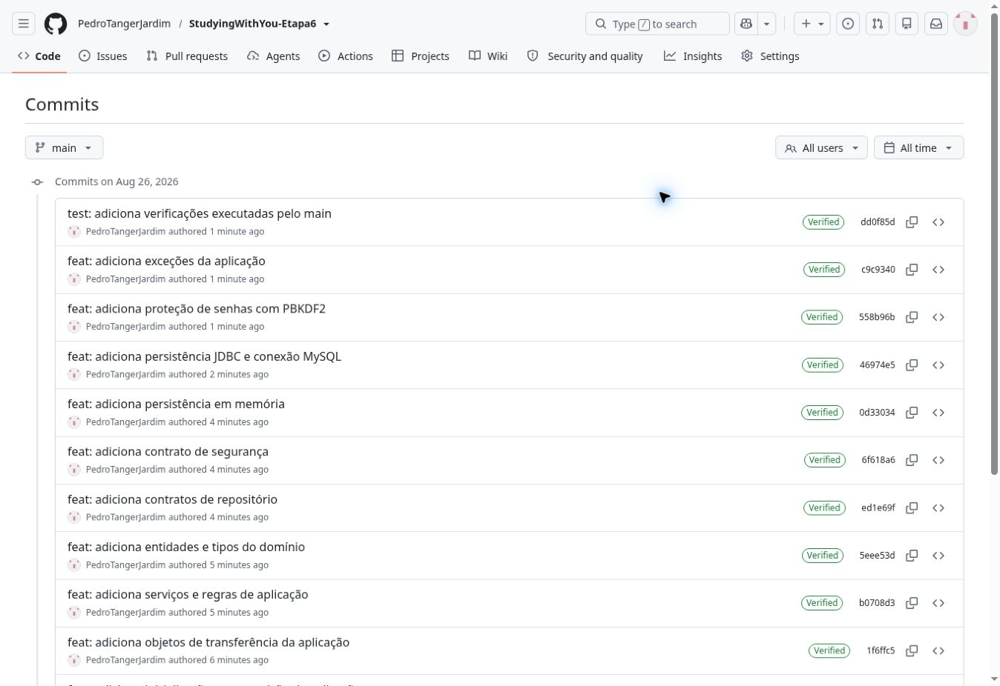 PedroTangerJardim / StudyingWithYou-Etapa6
Type / to search
Code Issues Pull requests Agents Actions Projects Wiki Security and quality Insights Settings
Commits
main
All users All time
Commits on Aug 26, 2026
test: adiciona verificações executadas pelo main
PedroTangerJardim authored 1 minute ago
Verified dd0f85d
feat: adiciona exceções da aplicação
PedroTangerJardim authored 1 minute ago
Verified c9c9340
feat: adiciona proteção de senhas com PBKDF2
PedroTangerJardim authored 1 minute ago
Verified 558b96b
feat: adiciona persistência JDBC e conexão MySQL
PedroTangerJardim authored 2 minutes ago
Verified 46974e5
feat: adiciona persistência em memória
PedroTangerJardim authored 4 minutes ago
Verified 0d33034
feat: adiciona contrato de segurança
PedroTangerJardim authored 4 minutes ago
Verified 6f618a6
feat: adiciona contratos de repositório
PedroTangerJardim authored 4 minutes ago
Verified ed1e69f
feat: adiciona entidades e tipos do domínio
PedroTangerJardim authored 5 minutes ago
Verified 5eee53d
feat: adiciona serviços e regras de aplicação
PedroTangerJardim authored 5 minutes ago
Verified b0708d3
feat: adiciona objetos de transferência da aplicação
PedroTangerJardim authored 6 minutes ago
Verified 1f6ffc5